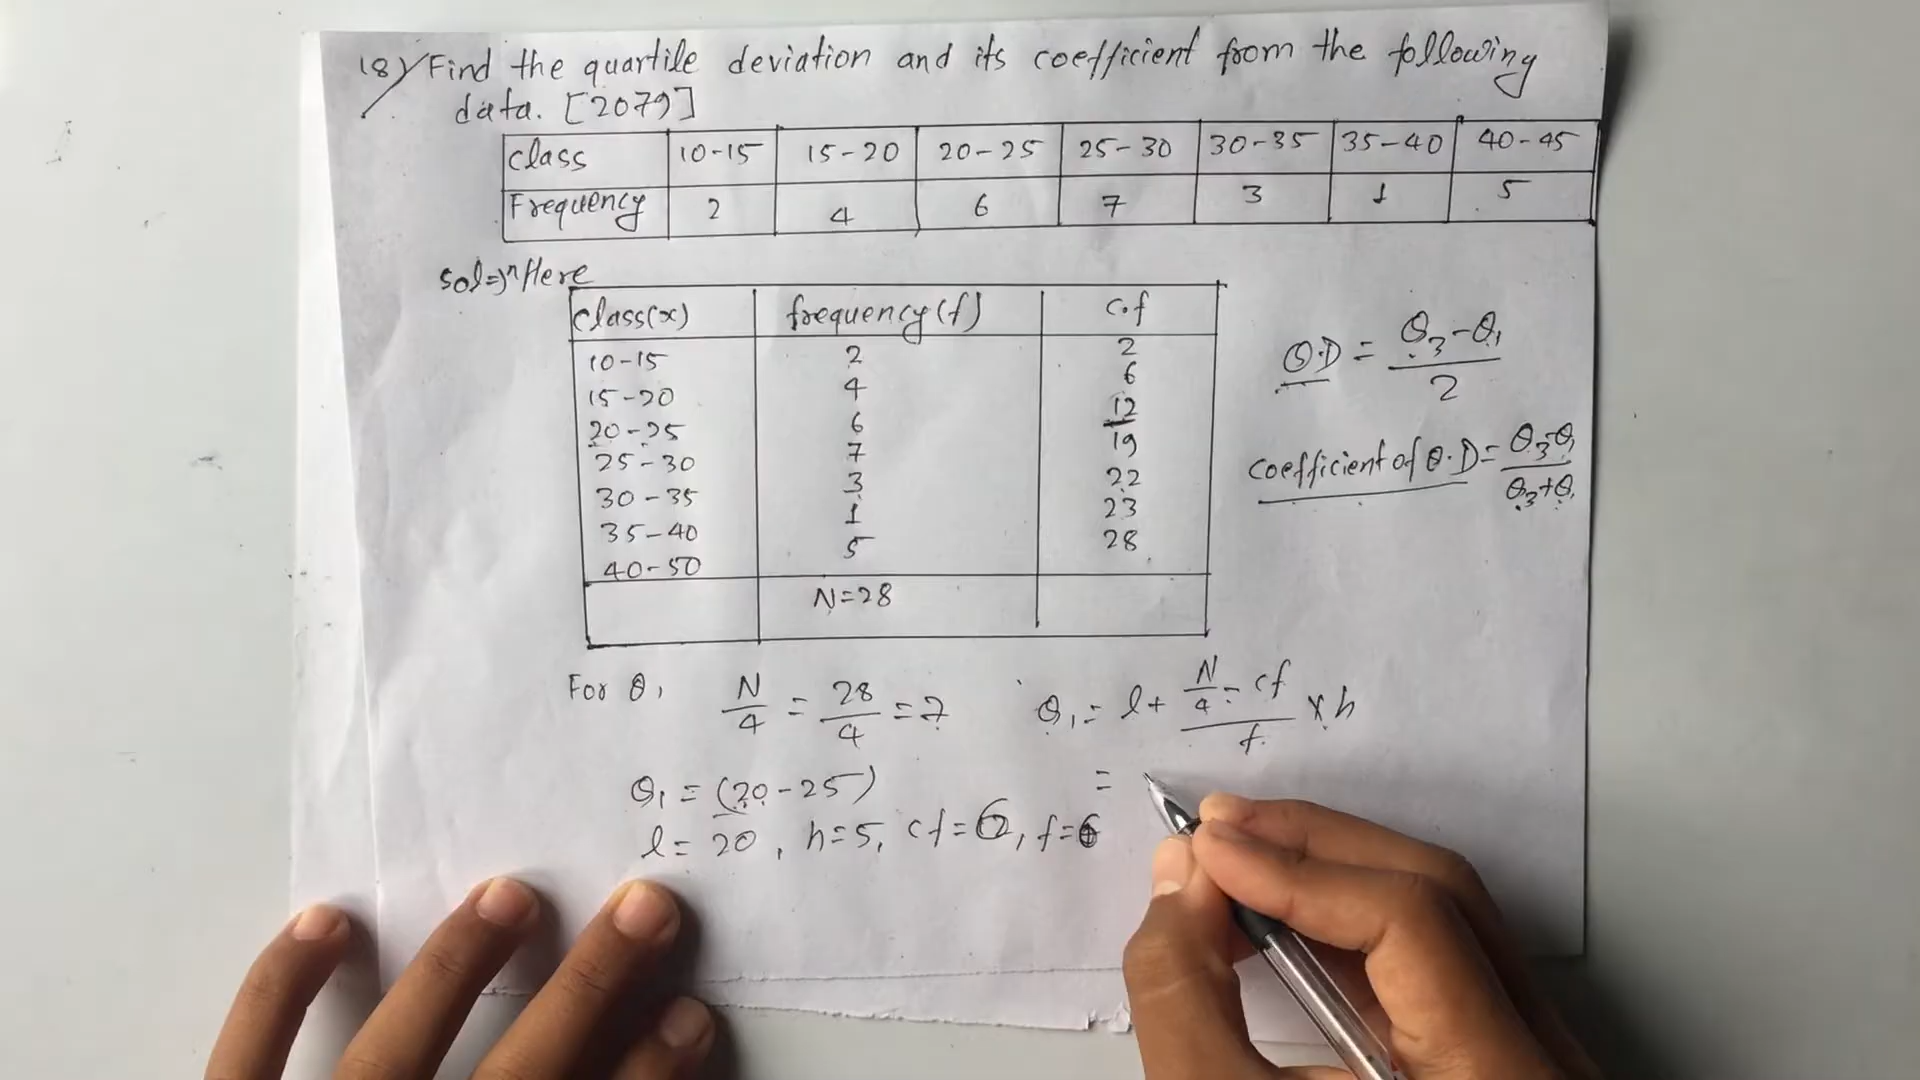 18) Find the quartile deviation and its coefficient from the following
data. [2079]
class 10-15 15-20 20-25 25-30 30-35 35-40 40-45
Frequency 2 4 6 7 3 1 5
sol=>n Here
class(x) frequency(f) c.f
10-15 2 2
15-20 4 6
20-25 6 12
25-30 7 19
30-35 3 22
35-40 1 23
40-50 5 28
N=28
Q.D = Q₃-Q₁/2
coefficient of Q.D = Q₃-Q₁/Q₃+Q₁
For Q₁ N/4 = 28/4 = 7
Q₁ = (20-25)
l = 20, h=5, cf=6, f=6
Q₁ = l + (N/4 - cf)/f × h
=